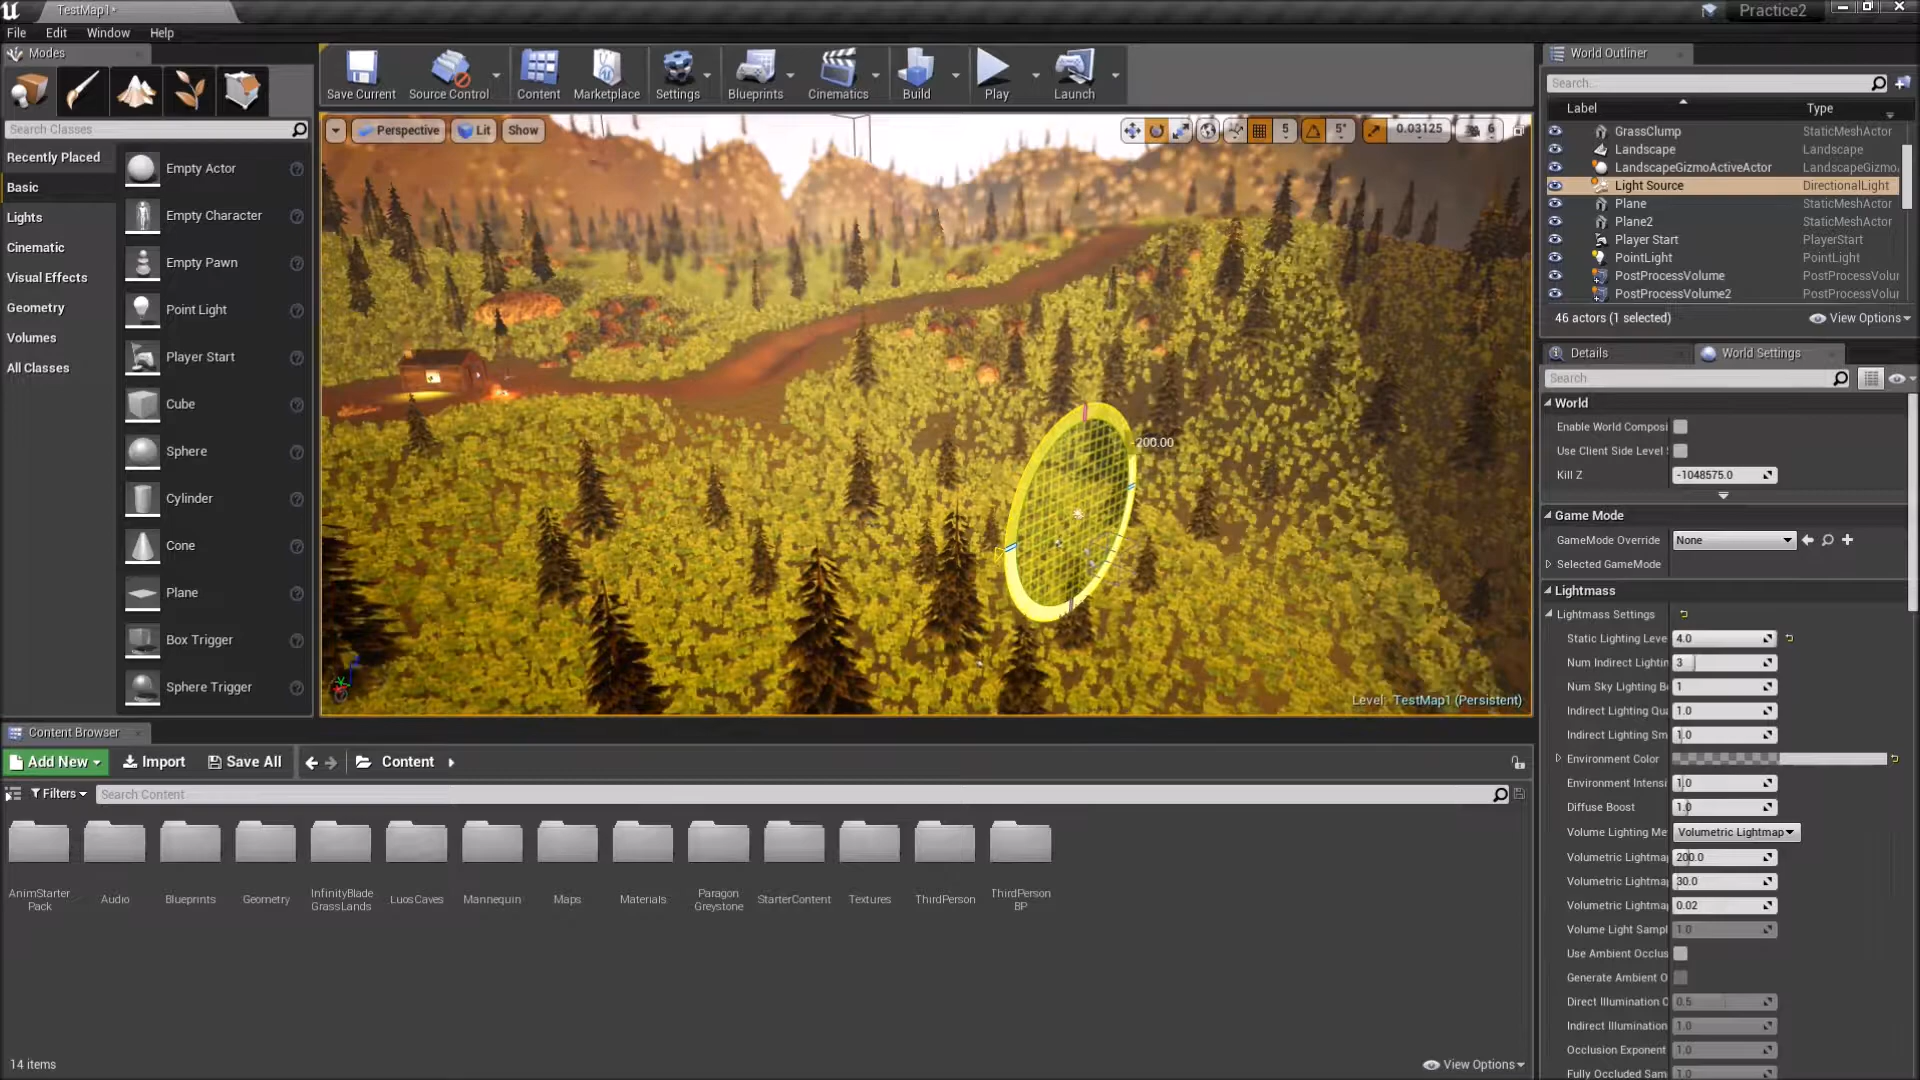 TestMap1*
Practice2
File Edit Window Help
Modes
Save Current
Source Control
Content
Marketplace
Settings
Blueprints
Cinematics
Build
Play
Launch
Search Classes
Recently Placed
Basic
Lights
Cinematic
Visual Effects
Geometry
Volumes
All Classes
Empty Actor
Empty Character
Empty Pawn
Point Light
Player Start
Cube
Sphere
Cylinder
Cone
Plane
Box Trigger
Sphere Trigger
Perspective Lit Show
5 5° 0.03125 6
-200.00
Level: TestMap1 (Persistent)
World Outliner
Search...
Label Type
GrassClump StaticMeshActor
Landscape Landscape
LandscapeGizmoActiveActor LandscapeGizmo
Light Source DirectionalLight
Plane StaticMeshActor
Plane2 StaticMeshActor
Player Start PlayerStart
PointLight PointLight
PostProcessVolume PostProcessVolur
PostProcessVolume2 PostProcessVolur
46 actors (1 selected) View Options
Details World Settings
Search
World
Enable World Composi
Use Client Side Level
Kill Z -1048575.0
Game Mode
GameMode Override None
Selected GameMode
Lightmass
Lightmass Settings
Static Lighting Leve 4.0
Num Indirect Lightin 3
Num Sky Lighting B 1
Indirect Lighting Qu 1.0
Indirect Lighting Sm 1.0
Environment Color
Environment Intensi 1.0
Diffuse Boost 1.0
Volume Lighting Me Volumetric Lightmap
Volumetric Lightma 200.0
Volumetric Lightma 30.0
Volumetric Lightma 0.02
Volume Light Sampl 1.0
Use Ambient Occlus
Generate Ambient O
Direct Illumination O 0.5
Indirect Illumination 1.0
Occlusion Exponent 1.0
Fully Occluded Sam 1.0
Content Browser
Add New Import Save All Content
Filters Search Content
AnimStarter
Pack
Audio
Blueprints
Geometry
InfinityBlade
GrassLands
LuosCaves
Mannequin
Maps
Materials
Paragon
Greystone
StarterContent
Textures
ThirdPerson
ThirdPerson
BP
14 items
View Options